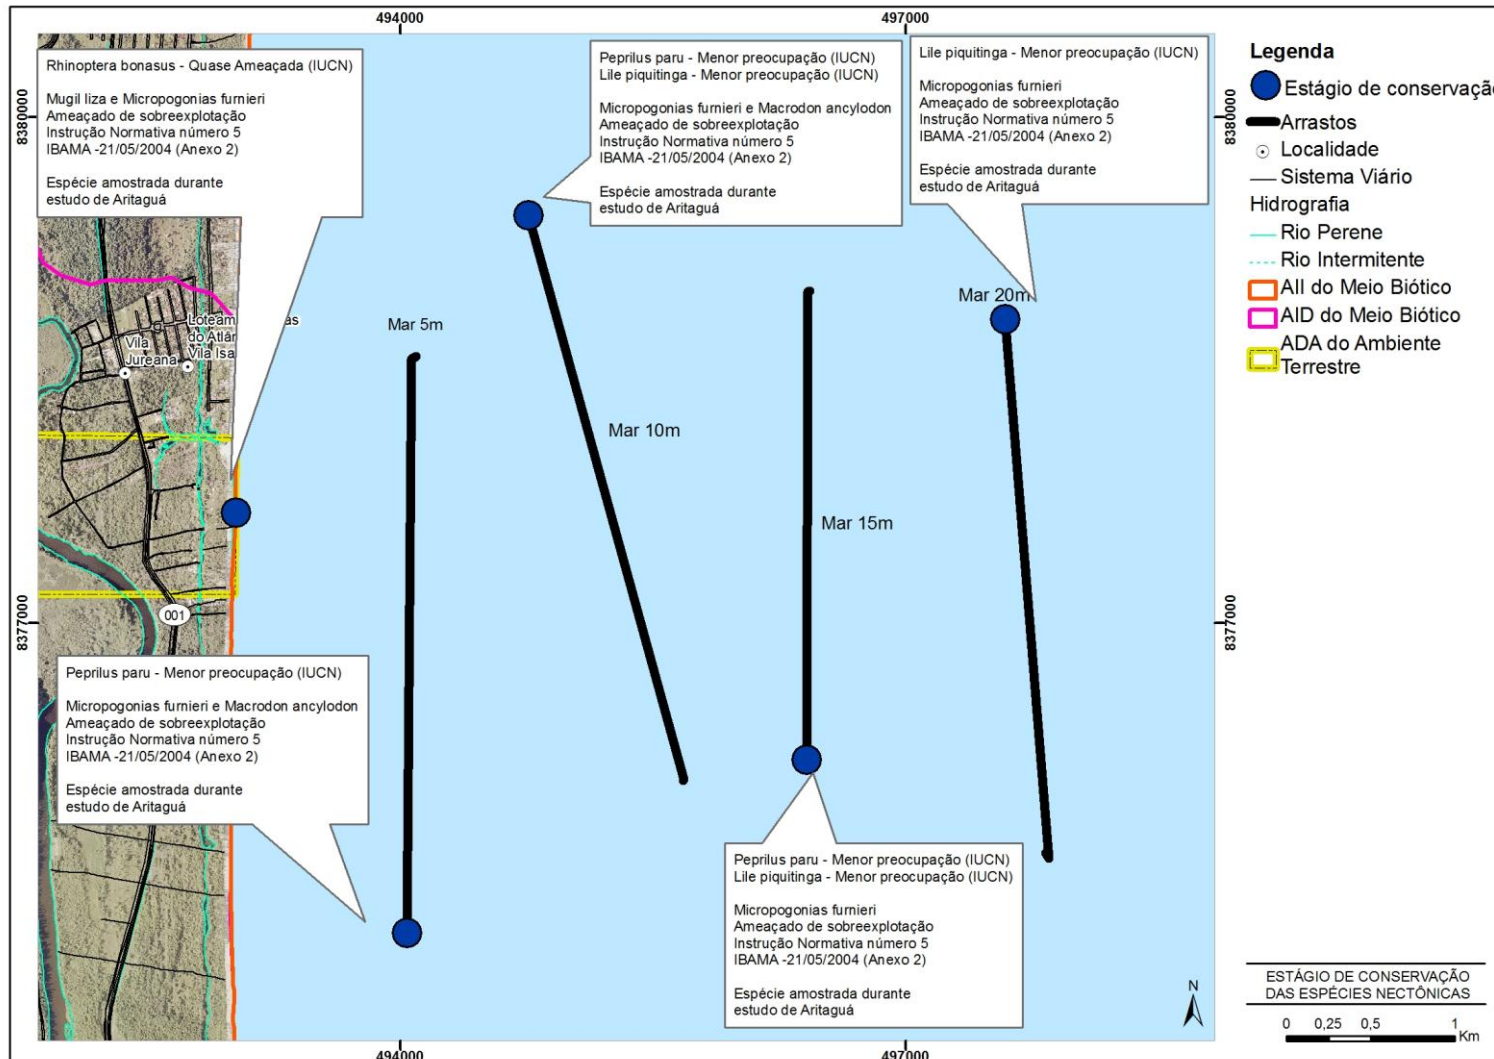 494000
497000
8380000
8377000
Rhinoptera bonasus - Quase Ameaçada (IUCN)
Mugil liza e Micropogonias furnieri
Ameaçado de sobreexplotação
Instrução Normativa número 5
IBAMA -21/05/2004 (Anexo 2)
Espécie amostrada durante
estudo de Aritaguá
Peprilus paru - Menor preocupação (IUCN)
Lile piquitinga - Menor preocupação (IUCN)
Micropogonias furnieri e Macrodon ancylodon
Ameaçado de sobreexplotação
Instrução Normativa número 5
IBAMA -21/05/2004 (Anexo 2)
Espécie amostrada durante
estudo de Aritaguá
Lile piquitinga - Menor preocupação (IUCN)
Micropogonias furnieri
Ameaçado de sobreexplotação
Instrução Normativa número 5
IBAMA -21/05/2004 (Anexo 2)
Espécie amostrada durante
estudo de Aritaguá
Mar 5m
Mar 10m
Mar 15m
Mar 20m
Vila
Jureana
do Atlân
Vila Isa
001
Peprilus paru - Menor preocupação (IUCN)
Micropogonias furnieri e Macrodon ancylodon
Ameaçado de sobreexplotação
Instrução Normativa número 5
IBAMA -21/05/2004 (Anexo 2)
Espécie amostrada durante
estudo de Aritaguá
Peprilus paru - Menor preocupação (IUCN)
Lile piquitinga - Menor preocupação (IUCN)
Micropogonias furnieri
Ameaçado de sobreexplotação
Instrução Normativa número 5
IBAMA -21/05/2004 (Anexo 2)
Espécie amostrada durante
estudo de Aritaguá
N
8380000
8377000
494000
497000
Legenda
Estágio de conservação
Arrastos
Localidade
Sistema Viário
Hidrografia
Rio Perene
Rio Intermitente
AII do Meio Biótico
AID do Meio Biótico
ADA do Ambiente
Terrestre
ESTÁGIO DE CONSERVAÇÃO
DAS ESPÉCIES NECTÔNICAS
0 0,25 0,5 1
Km